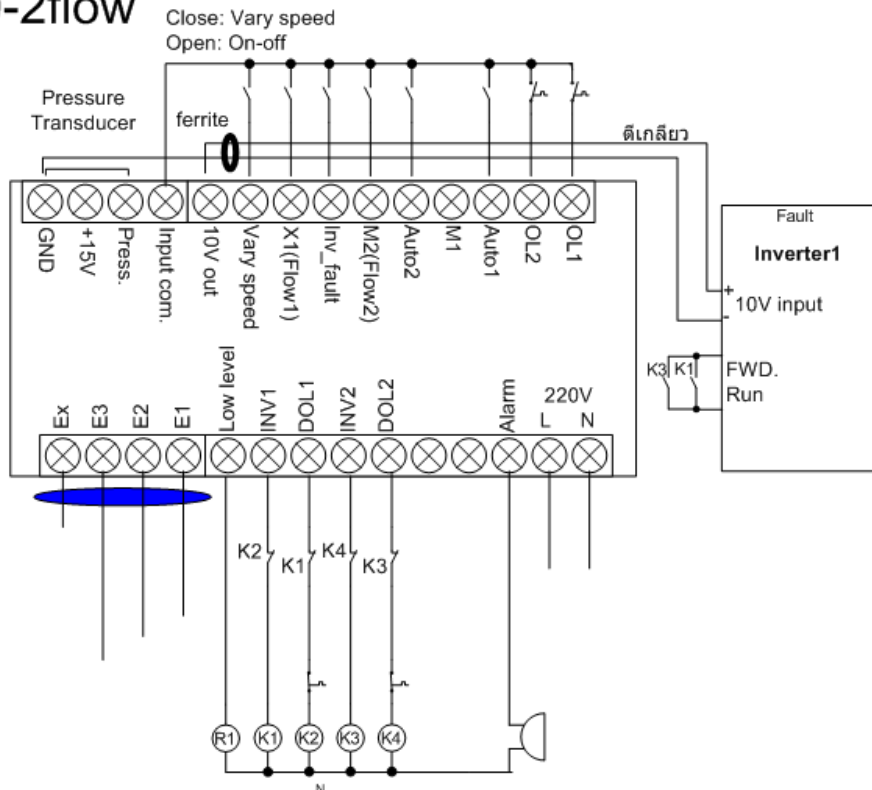 -2flow
Close: Vary speed
Open: On-off
Pressure
Transducer
ferrite
ตีเกลียว
GND
+15V
Press.
Input com.
10V out
Vary speed
X1(Flow1)
Inv_fault
M2(Flow2)
Auto2
M1
Auto1
OL2
OL1
Fault
Inverter1
+
10V input
-
K3
K1
FWD.
Run
Ex
E3
E2
E1
Low level
INV1
DOL1
INV2
DOL2
Alarm
220V
L
N
K2
K1
K4
K3
R1
K1
K2
K3
K4
N